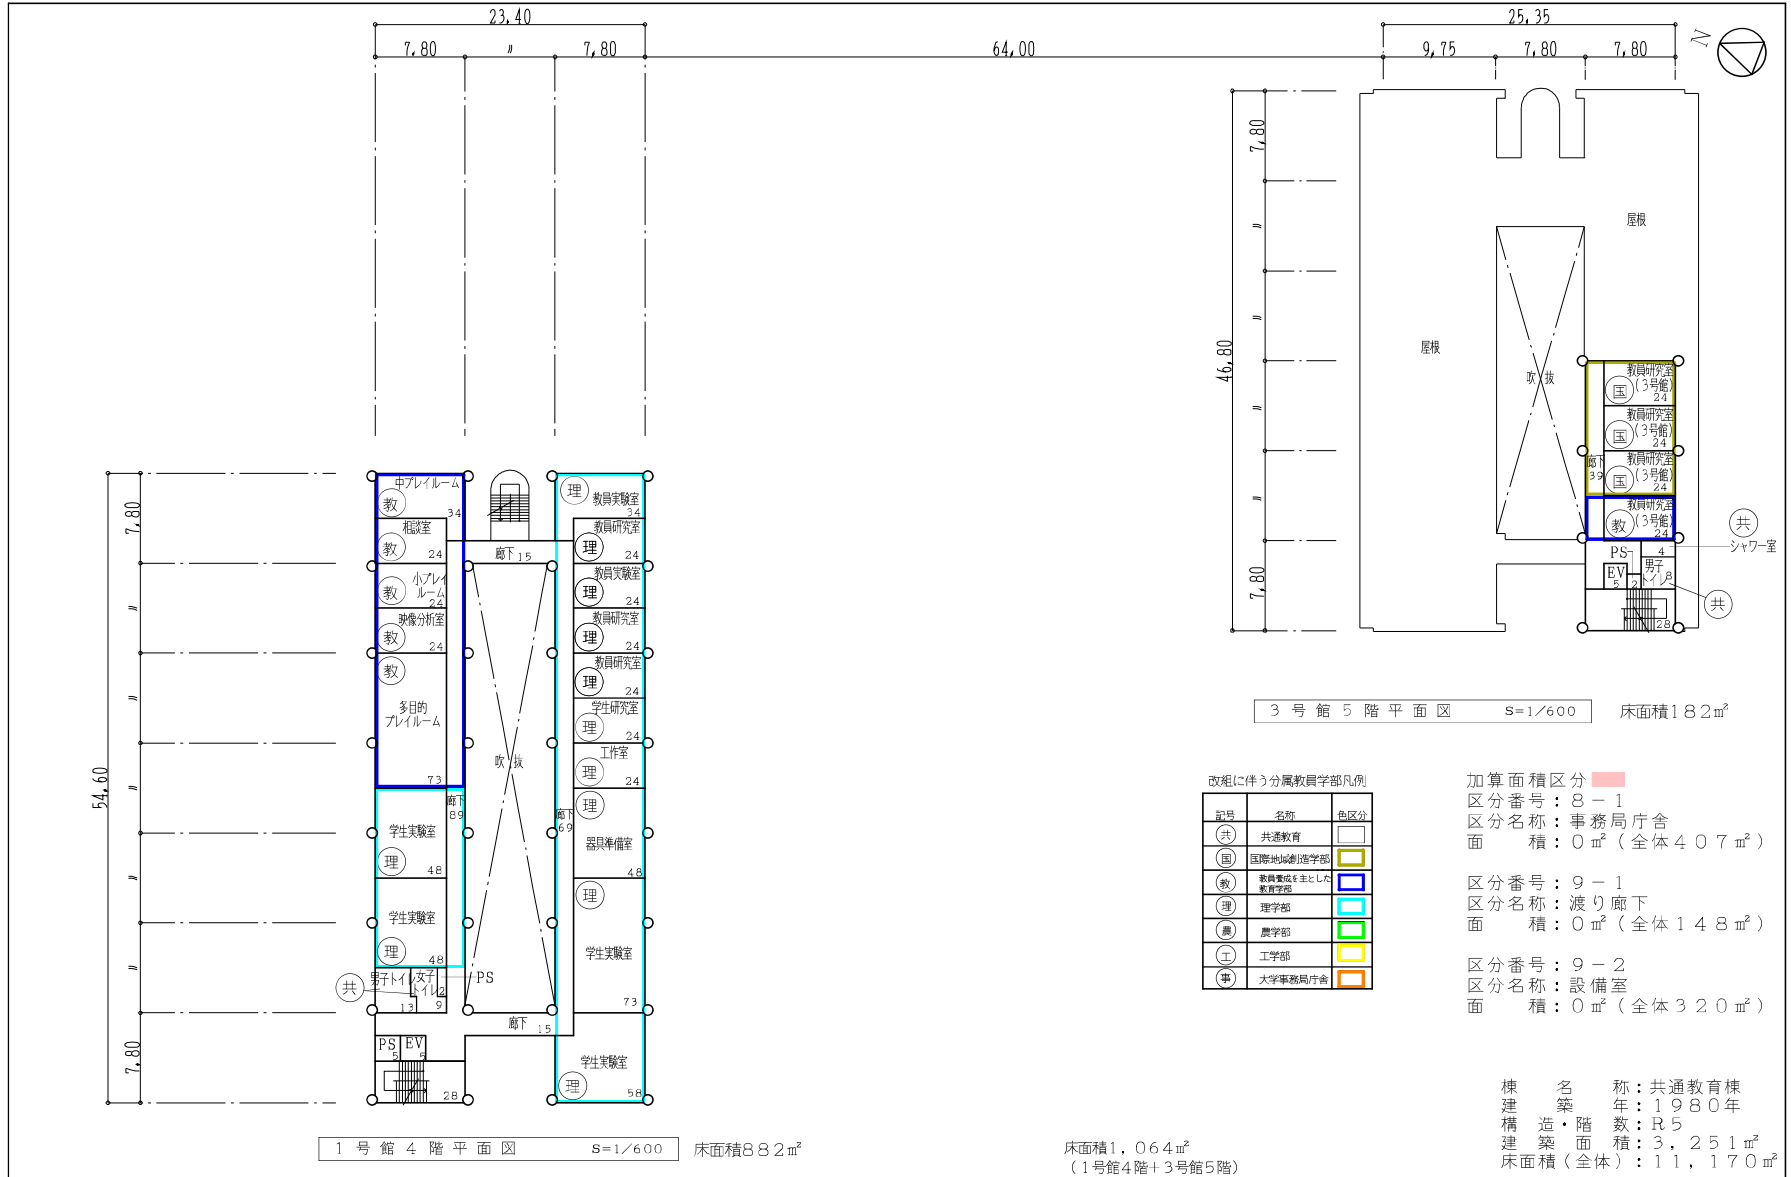 23.40
7.80
〃
7.80
64.00
25.35
9.75
7.80
7.80
N
7.80
〃
〃
46.80
〃
〃
7.80
屋根
屋根
吹抜
教員研究室
(3号館)
国
24
教員研究室
(3号館)
国
24
廊下
39
教員研究室
(3号館)
国
24
教員研究室
(3号館)
教
24
共
シャワー室
PS
4
EV
5
2
男子
トイレ
8
共
28
3号館5階平面図 S=1/600
床面積182㎡
54.60
7.80
〃
〃
〃
〃
〃
7.80
中プレイルーム
教
34
相談室
教
24
小プレイ
ルーム
教
24
映像分析室
教
24
教
多目的
プレイルーム
73
廊下
89
学生実験室
理
48
学生実験室
理
48
男子トイレ
女子
トイレ
2
PS
共
13
9
PS
5
EV
5
28
廊下 15
吹抜
廊下
69
廊下 15
理
教員実験室
34
教員研究室
理
24
教員実験室
理
24
教員研究室
理
24
教員研究室
理
24
学生研究室
理
24
工作室
理
24
理
器具準備室
48
理
学生実験室
73
学生実験室
理
58
1号館4階平面図 S=1/600
床面積882㎡
床面積1,064㎡
(1号館4階+3号館5階)
改組に伴う分属教員学部凡例
記号 名称 色区分
共 共通教育
国 国際地域創造学部
教 教員養成を主とした
教育学部
理 理学部
農 農学部
工 工学部
事 大学事務局庁舎
加算面積区分
区分番号:8-1
区分名称:事務局庁舎
面 積:0㎡(全体407㎡)
区分番号:9-1
区分名称:渡り廊下
面 積:0㎡(全体148㎡)
区分番号:9-2
区分名称:設備室
面 積:0㎡(全体320㎡)
棟名称:共通教育棟
建築年:1980年
構造・階数:R5
建築面積:3,251㎡
床面積(全体):11,170㎡